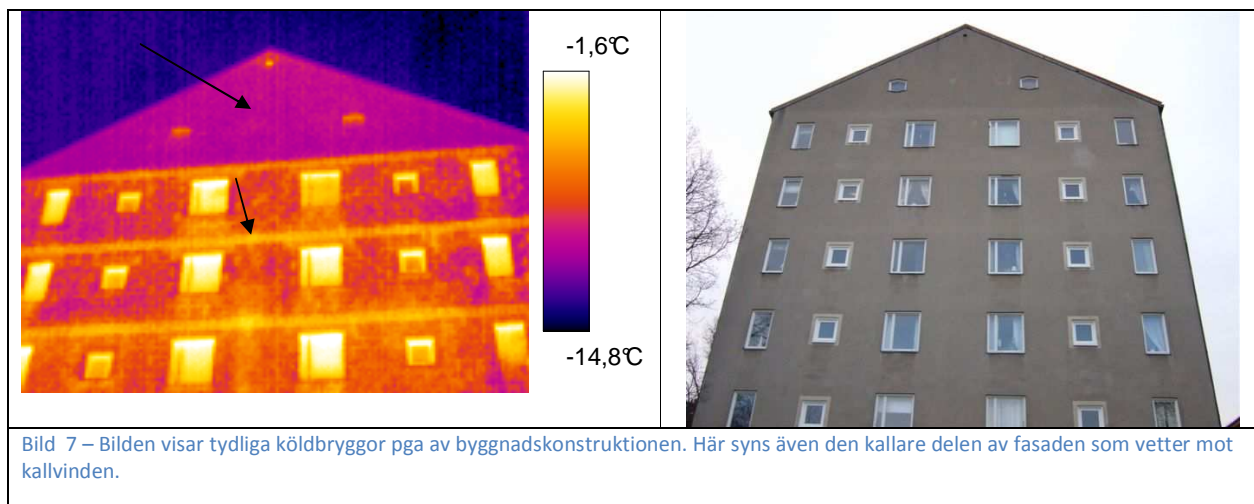 -1,6°C
-14,8°C
Bild 7 – Bilden visar tydliga köldbryggor pga av byggnadskonstruktionen. Här syns även den kallare delen av fasaden som vetter mot
kallvinden.